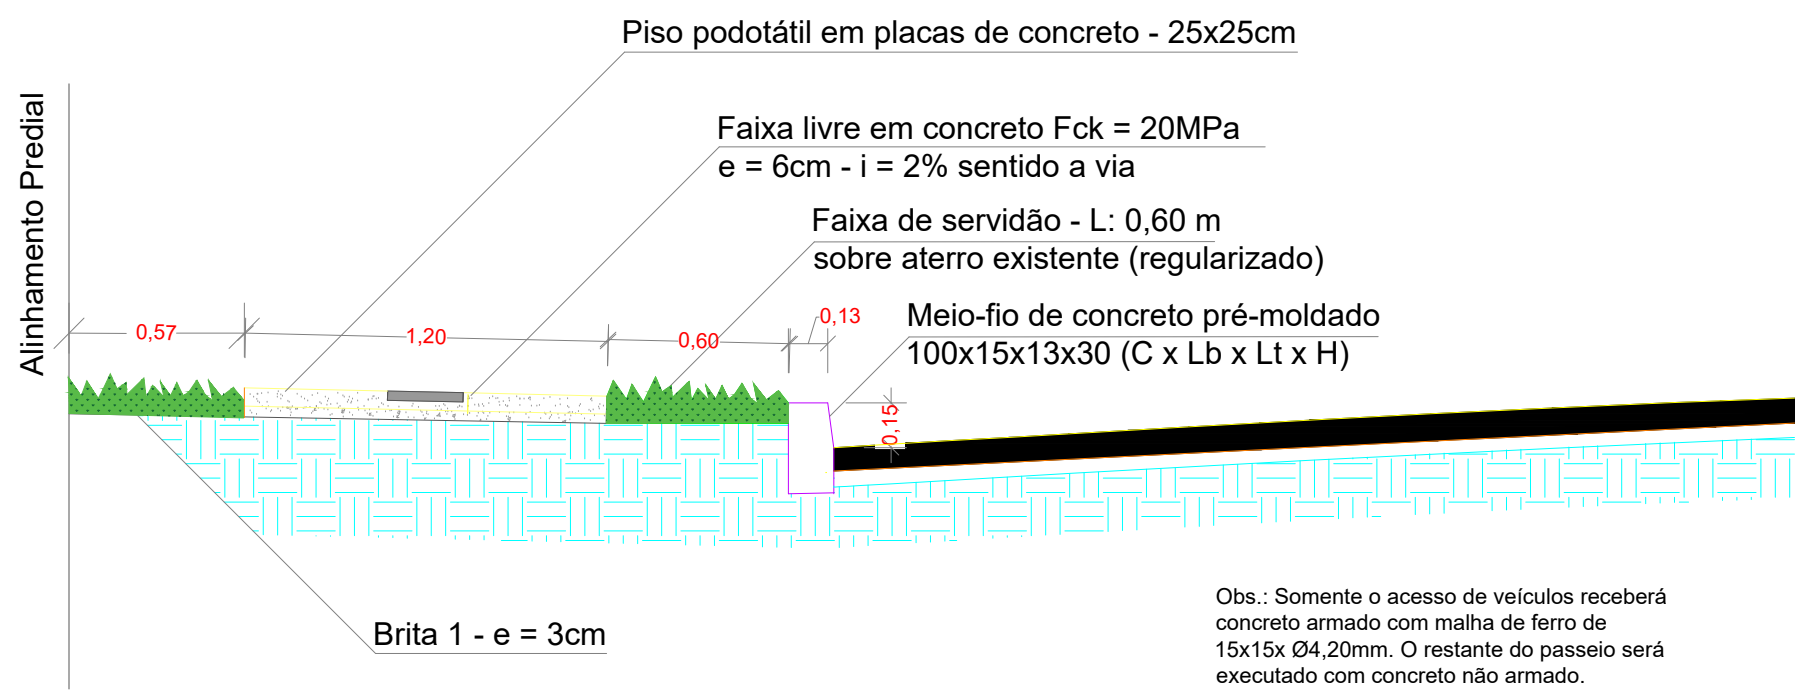 Piso podotátil em placas de concreto - 25x25cm
Faixa livre em concreto Fck = 20MPa
e = 6cm - i = 2% sentido a via
Faixa de servidão - L: 0,60 m
sobre aterro existente (regularizado)
Meio-fio de concreto pré-moldado
100x15x13x30 (C x Lb x Lt x H)
Alinhamento Predial
0,57
1,20
0,60
0,13
0,15
Brita 1 - e = 3cm
Obs.: Somente o acesso de veículos receberá
concreto armado com malha de ferro de
15x15x Ø4,20mm. O restante do passeio será
executado com concreto não armado.